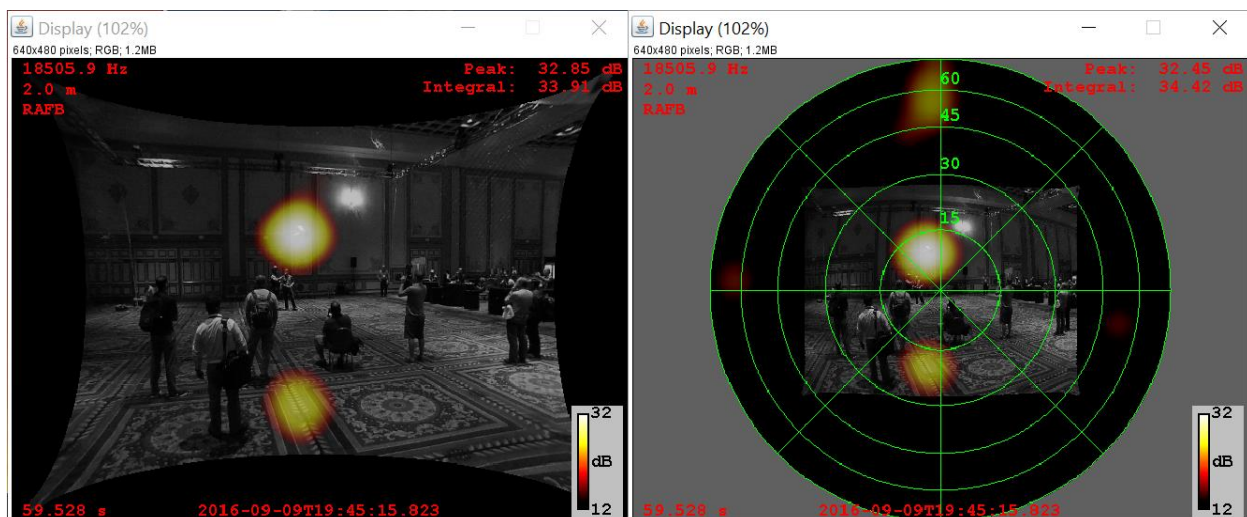 Display (102%)
640x480 pixels; RGB; 1.2MB
18505.9 Hz
Peak: 32.85 dB
2.0 m
Integral: 33.91 dB
RAFB
32
dB
12
59.528 s
2016-09-09T19:45:15.823
Display (102%)
640x480 pixels; RGB; 1.2MB
18505.9 Hz
60
Peak: 32.45 dB
2.0 m
Integral: 34.42 dB
RAFB
45
30
15
32
dB
12
59.528 s
2016-09-09T19:45:15.823